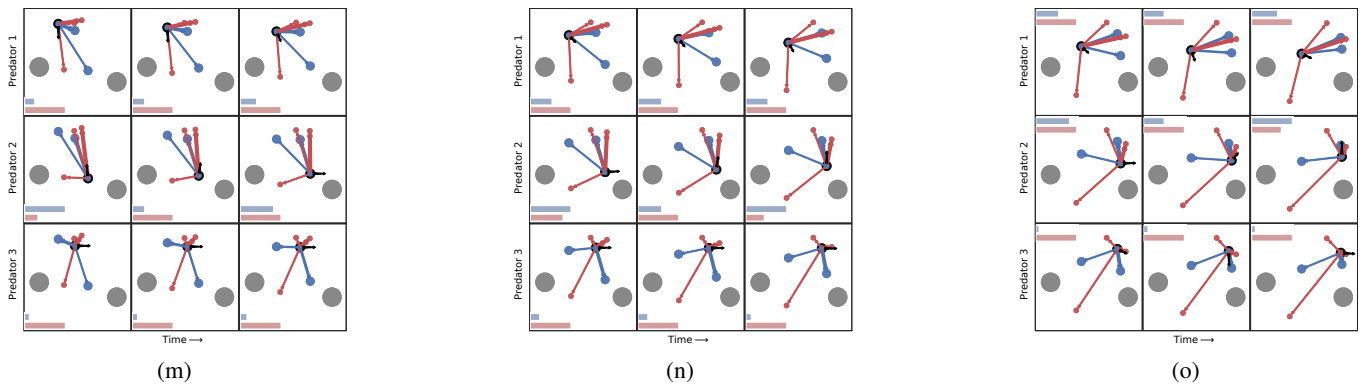 Predator 1
Predator 2
Predator 3
Time →
(m)
Predator 1
Predator 2
Predator 3
Time →
(n)
Predator 1
Predator 2
Predator 3
Time →
(o)